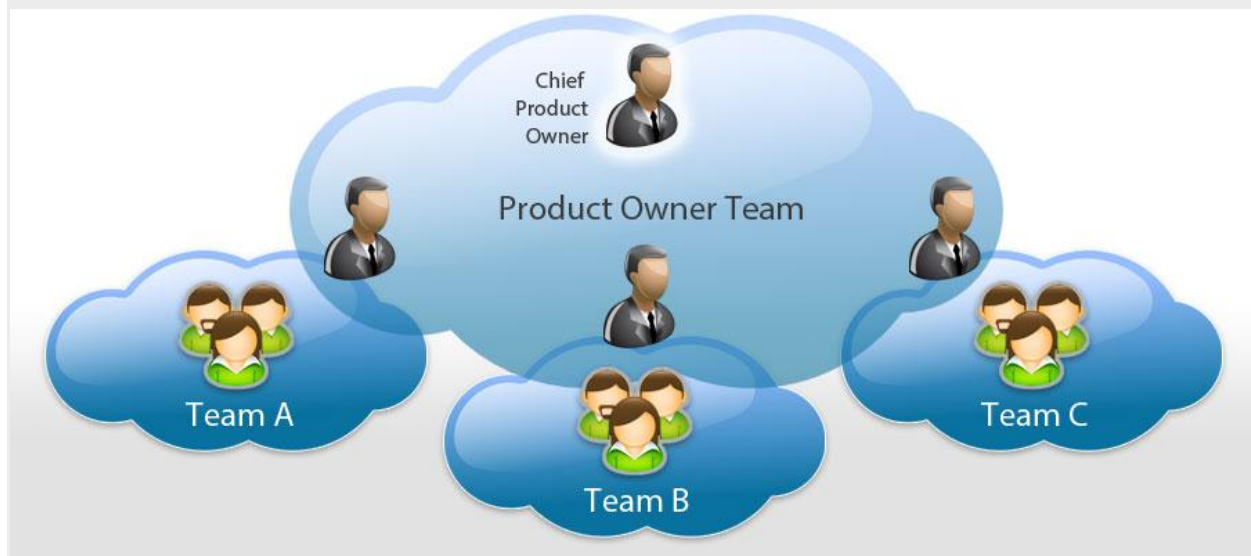 Chief
Product
Owner
Product Owner Team
Team A
Team B
Team C